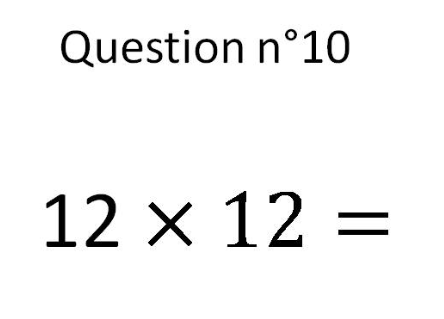 Question n°10
12 × 12 =